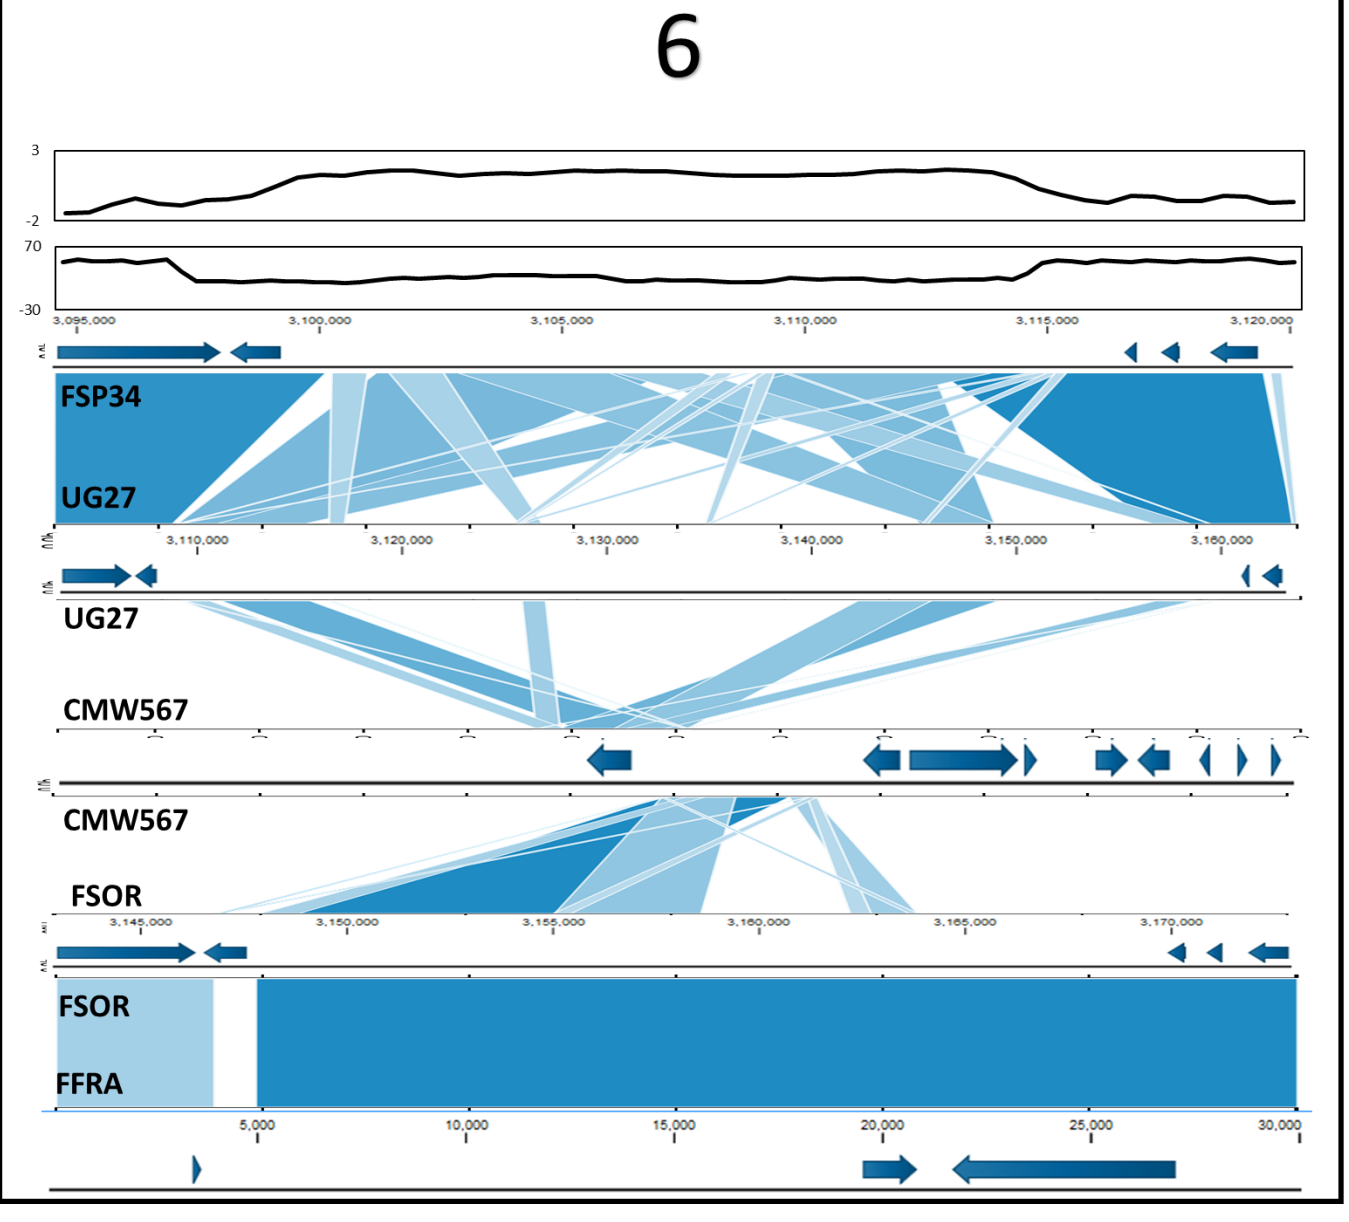 6
3
-2
70
-30
3,095,000 3,100,000 3,105,000 3,110,000 3,115,000 3,120,000
FSP34
UG27
3,110,000 3,120,000 3,130,000 3,140,000 3,150,000 3,160,000
UG27
CMW567
CMW567
FSOR
3,145,000 3,150,000 3,155,000 3,160,000 3,165,000 3,170,000
FSOR
FFRA
5,000 10,000 15,000 20,000 25,000 30,000